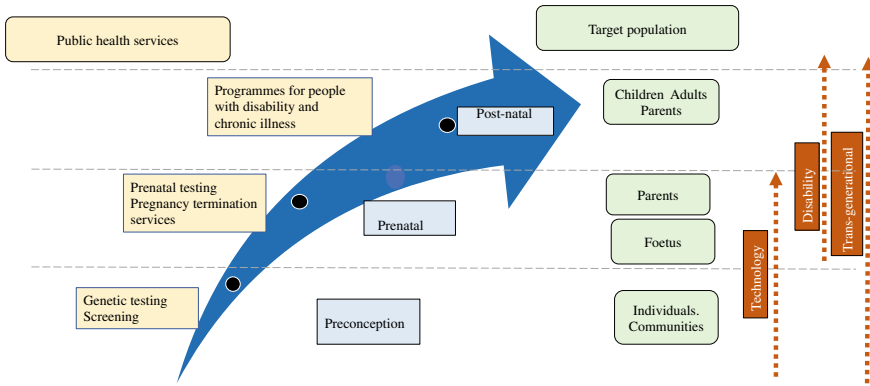 Public health services
Target population
Programmes for people
with disability and
chronic illness
Post-natal
Children Adults
Parents
Prenatal testing
Pregnancy termination
services
Prenatal
Parents
Foetus
Genetic testing
Screening
Preconception
Individuals.
Communities
Technology
Disability
Trans-generational